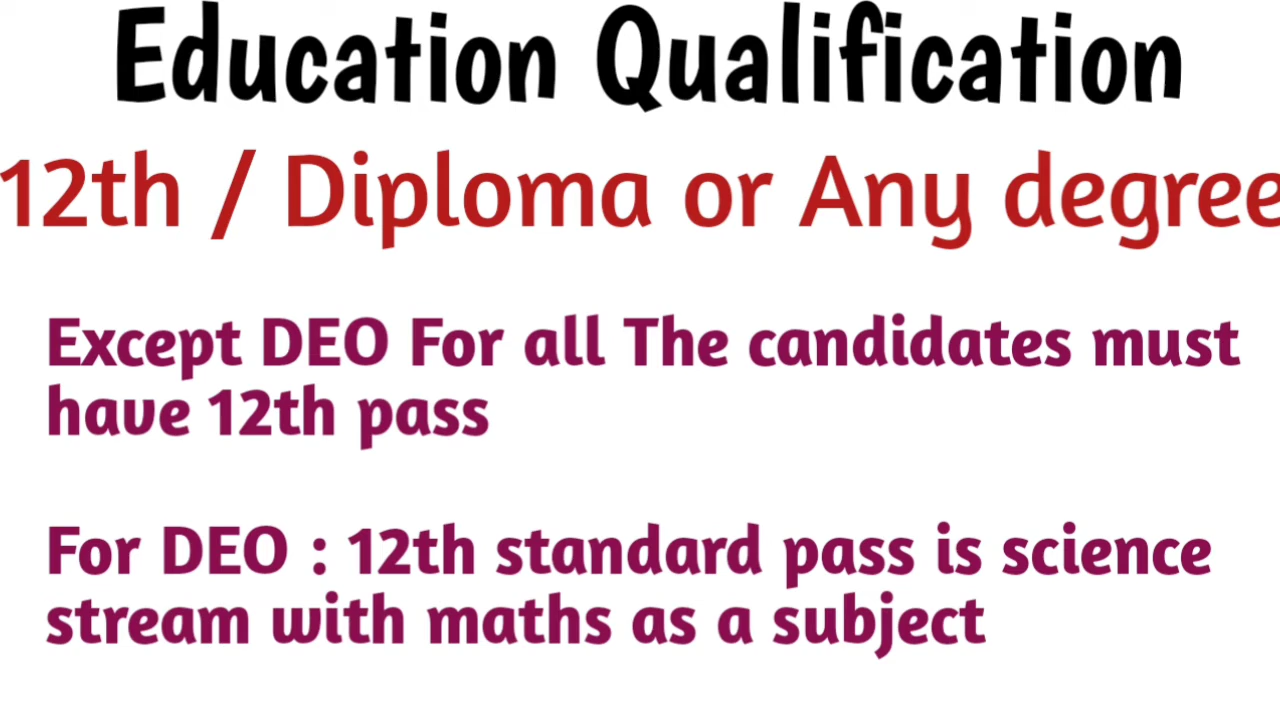 Education Qualification
12th / Diploma or Any degree
Except DEO For all The candidates must
have 12th pass
For DEO : 12th standard pass is science
stream with maths as a subject